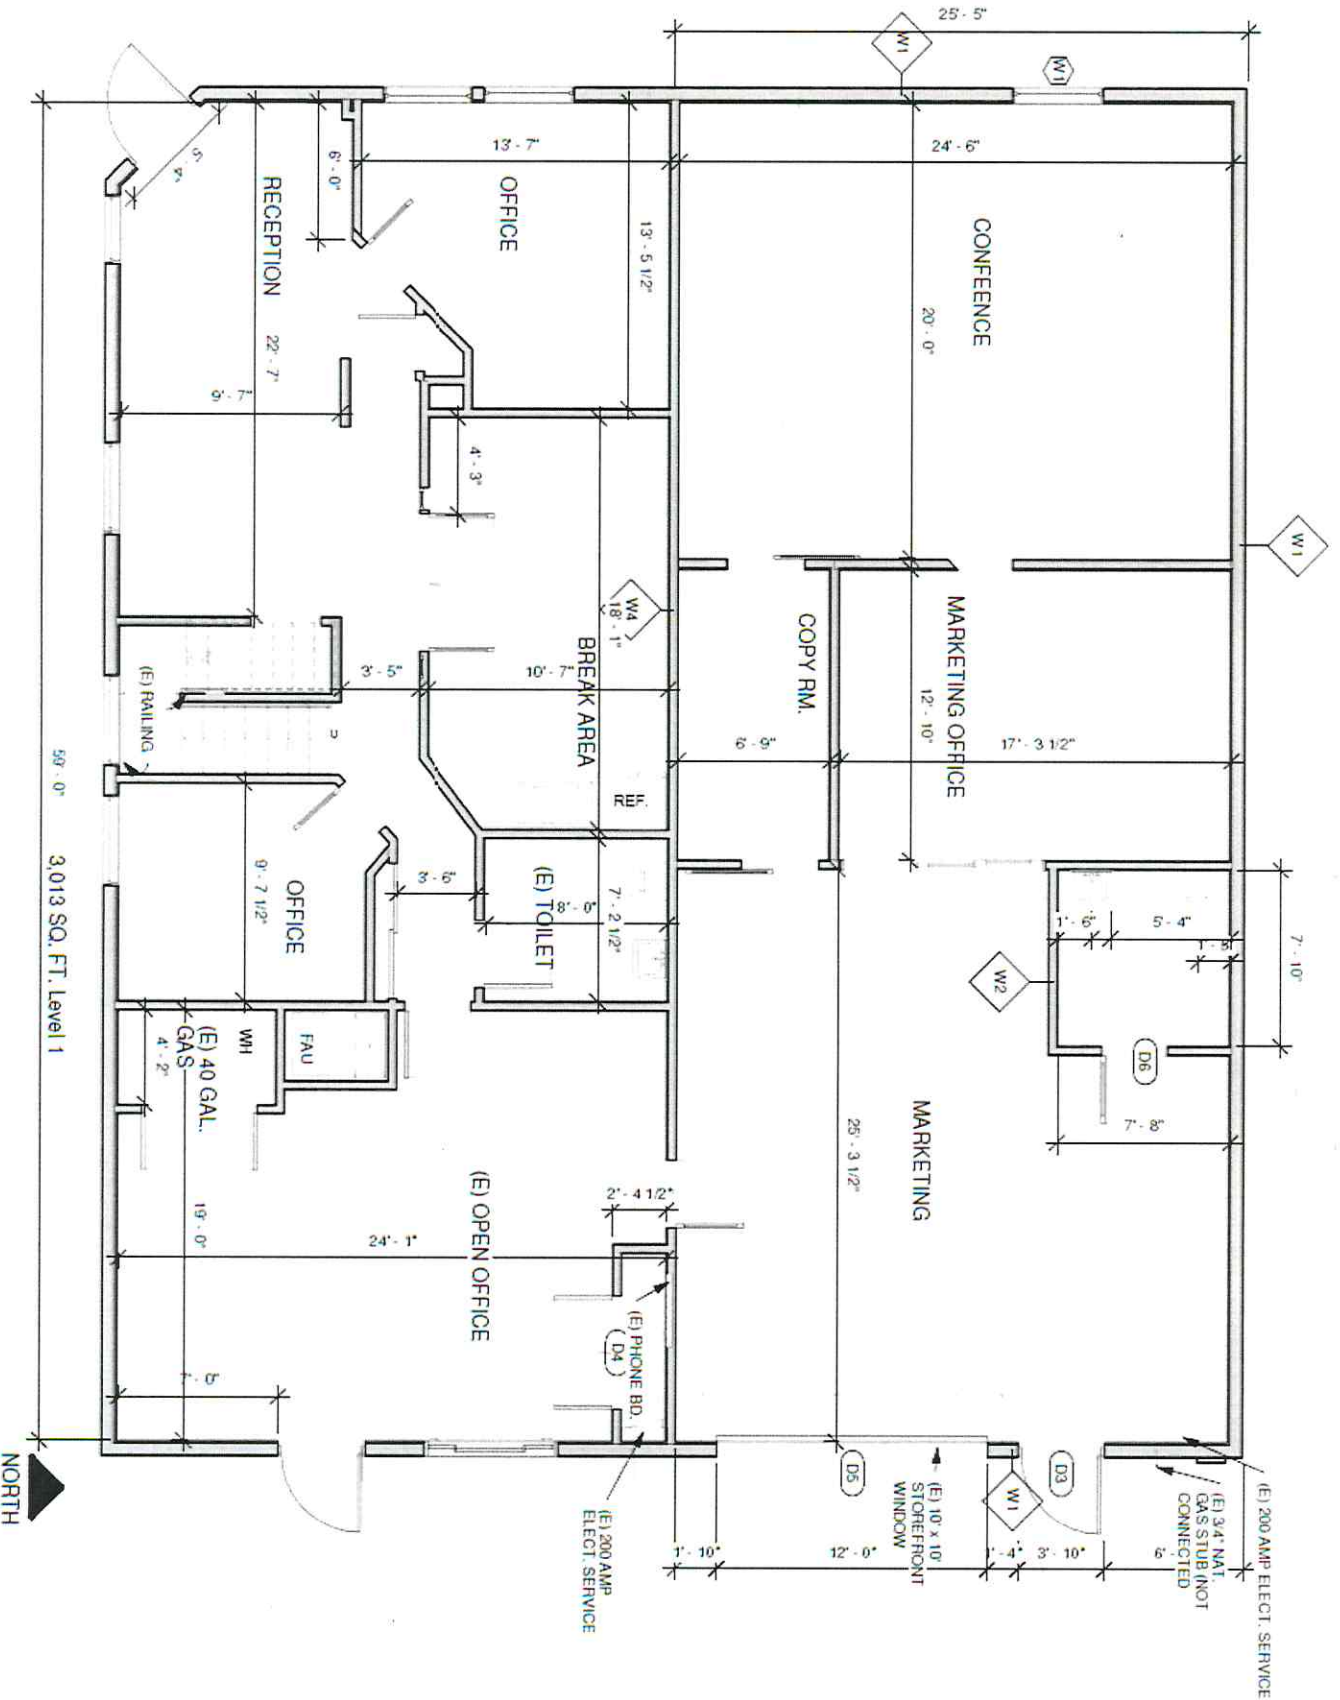 25' - 5"
W1
W1
6' - 0"
13' - 7"
24' - 6"
OFFICE
RECEPTION
13' - 5 1/2"
CONFEENCE
20' - 0"
22' - 7"
9' - 7"
4' - 3"
W1
W4
18' - 1"
BREAK AREA
COPY RM.
MARKETING OFFICE
12' - 10"
(E) RAILING
3' - 5"
10' - 7"
6' - 9"
17' - 3 1/2"
REF.
59' - 0"
3,013 SQ. FT. Level 1
OFFICE
9' - 7 1/2"
3' - 6"
(E) TOILET
7' - 2 1/2"
1' - 6"
5' - 4"
7' - 10"
W2
WH
FAU
(E) 40 GAL.
GAS
4' - 2"
D6
7' - 8"
MARKETING
25' - 3 1/2"
2' - 4 1/2"
19' - 0"
24' - 1"
(E) OPEN OFFICE
(E) PHONE BD.
D4
NORTH
D5
D3
W1
(E) 10' x 10'
STOREFRONT
WINDOW
(E) 3/4" NAT.
GAS STUB (NOT
CONNECTED
(E) 200 AMP ELECT. SERVICE
(E) 200 AMP
ELECT. SERVICE
1' - 10"
12' - 0"
1' - 4"
3' - 10"
6' -